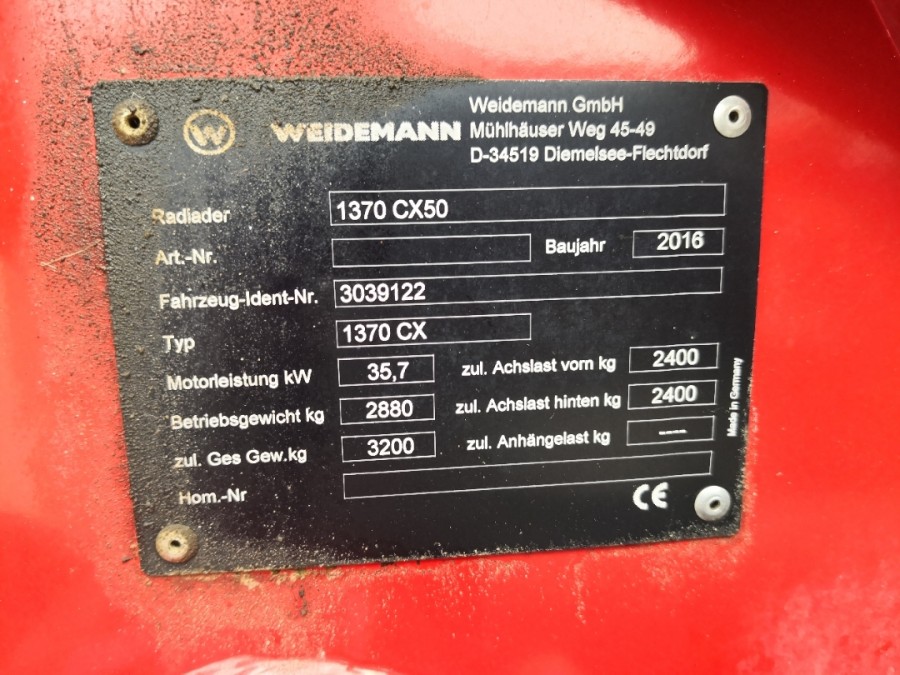 W WEIDEMANN
Weidemann GmbH
Mühlhäuser Weg 45-49
D-34519 Diemelsee-Flechtdorf
Radlader 1370 CX50
Art.-Nr. Baujahr 2016
Fahrzeug-Ident-Nr. 3039122
Typ 1370 CX
Motorleistung kW 35,7 zul. Achslast vorn kg 2400
Betriebsgewicht kg 2880 zul. Achslast hinten kg 2400
zul. Ges Gew.kg 3200 zul. Anhängelast kg ----
Hom.-Nr
CE
Made in Germany